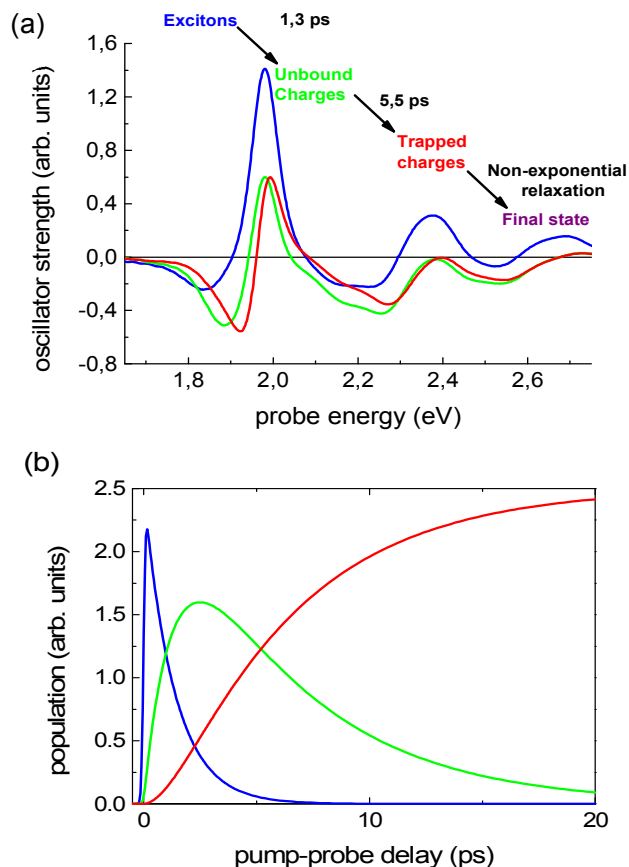 (a)
Excitons
1,3 ps
Unbound
Charges
5,5 ps
Trapped
charges
Non-exponential
relaxation
Final state
oscillator strength (arb. units)
1,6
1,2
0,8
0,4
0,0
-0,4
-0,8
1,8
2,0
2,2
2,4
2,6
probe energy (eV)
(b)
population (arb. units)
2.5
2.0
1.5
1.0
0.5
0.0
0
10
20
pump-probe delay (ps)